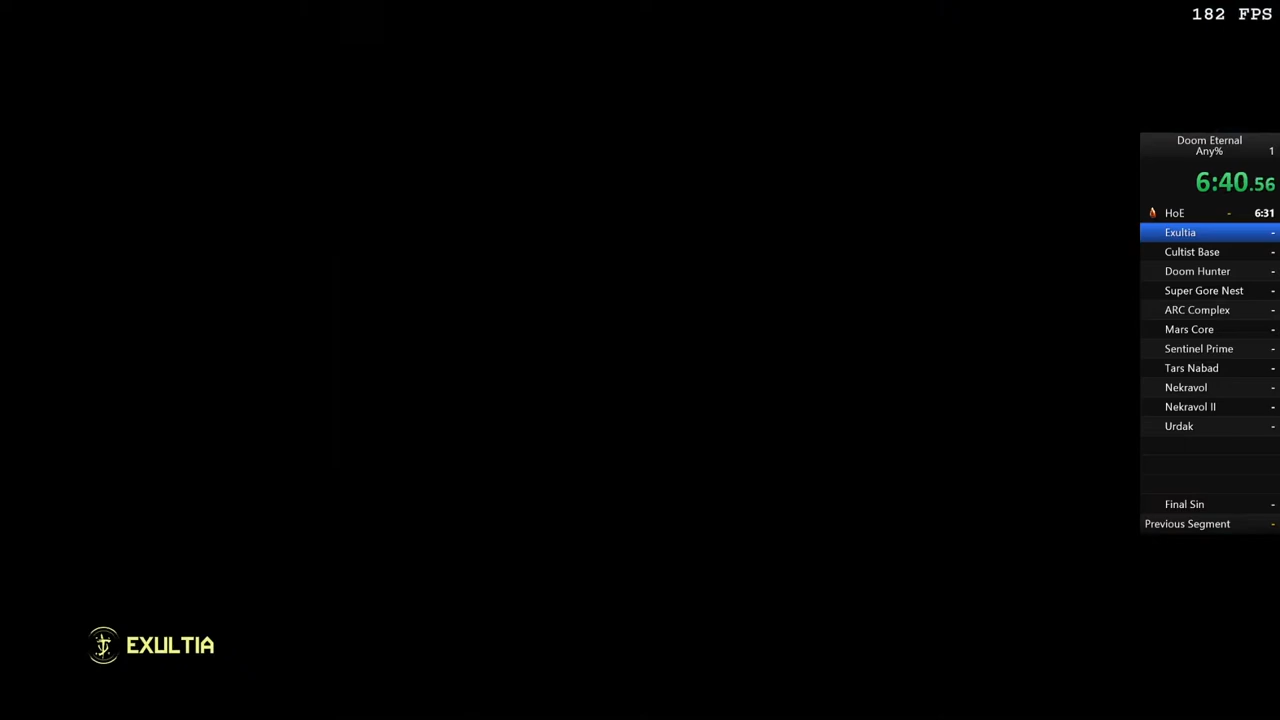 182 FPS
Doom Eternal
Any% 1
6:40.56
HoE - 6:31
Exultia -
Cultist Base -
Doom Hunter -
Super Gore Nest -
ARC Complex -
Mars Core -
Sentinel Prime -
Tars Nabad -
Nekravol -
Nekravol II -
Urdak -
Final Sin -
Previous Segment -
EXULTIA